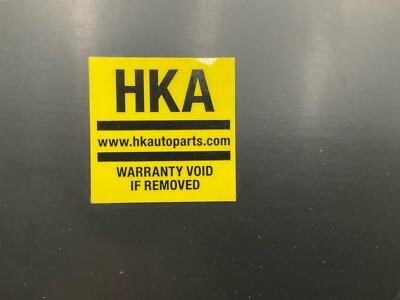 HKA
www.hkautoparts.com
WARRANTY VOID
IF REMOVED